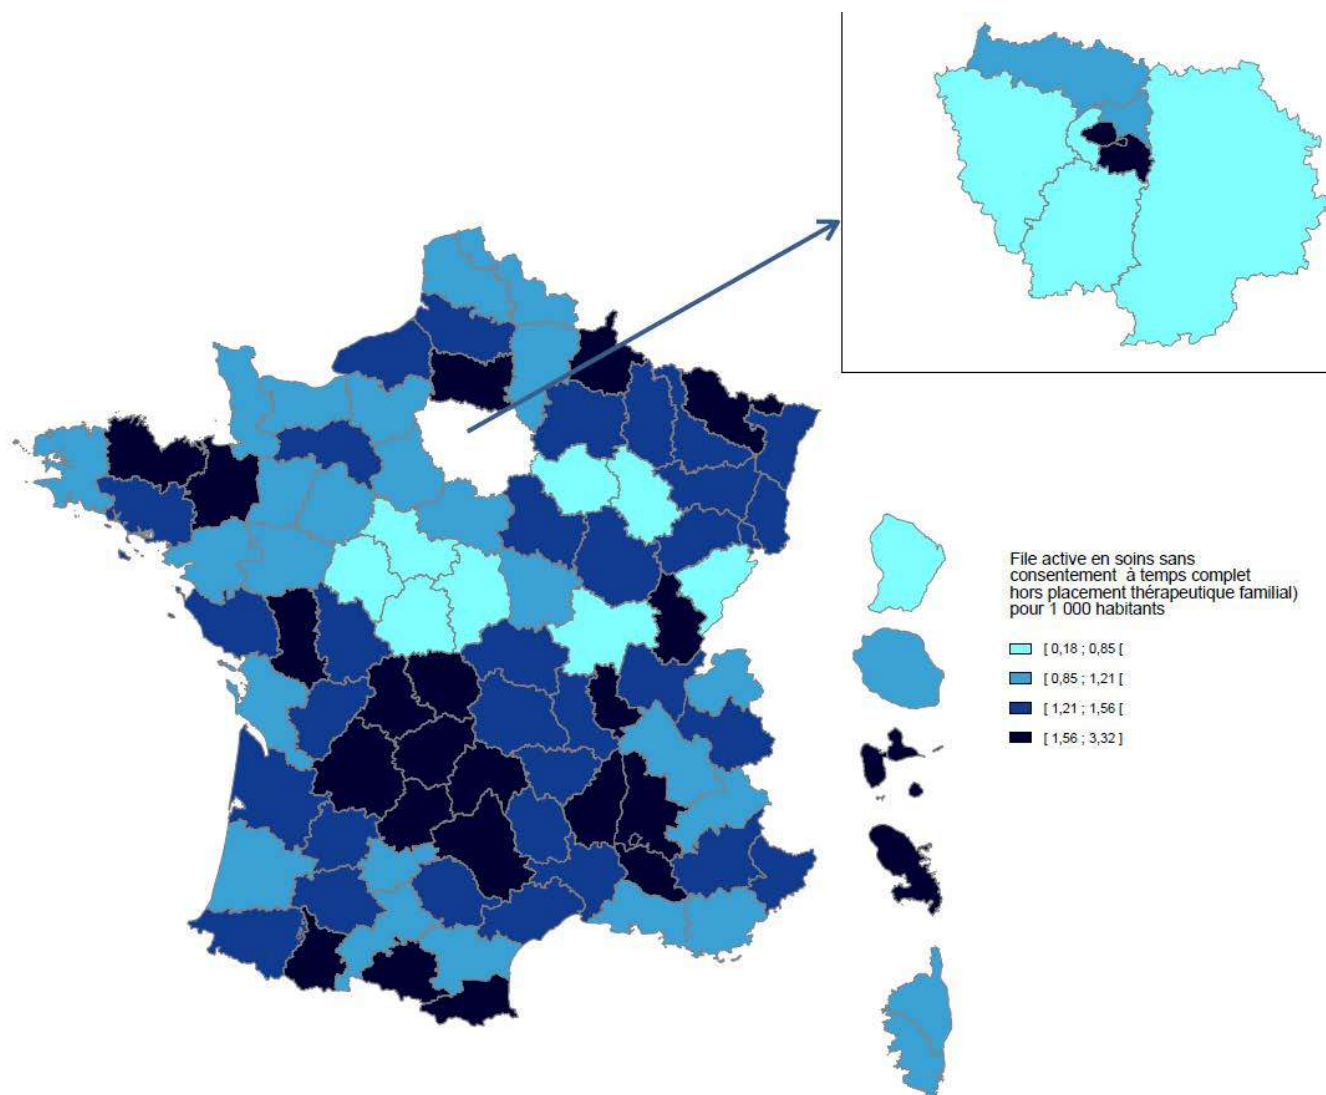 File active en soins sans
consentement à temps complet
hors placement thérapeutique familial)
pour 1 000 habitants
[ 0,18 ; 0,85 [
[ 0,85 ; 1,21 [
[ 1,21 ; 1,56 [
[ 1,56 ; 3,32 ]